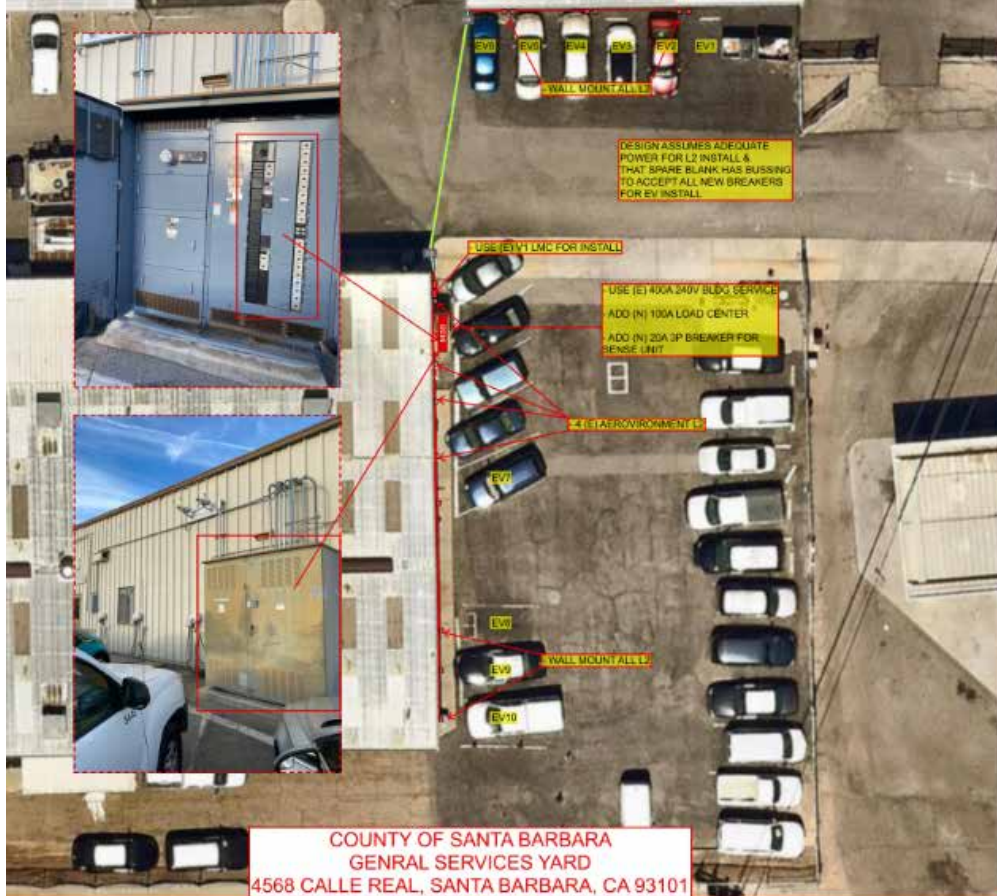 EV6
EV5
EV4
EV3
EV2
EV1
- WALL MOUNT ALL L2
DESIGN ASSUMES ADEQUATE
POWER FOR L2 INSTALL &
THAT SPARE BLANK HAS BUSSING
TO ACCEPT ALL NEW BREAKERS
FOR EV INSTALL
- USE (E) V1 LMC FOR INSTALL
- USE (E) 400A 240V BLDG SERVICE
- ADD (N) 100A LOAD CENTER
- ADD (N) 20A 3P BREAKER FOR
SENSE UNIT
- 4 (E) AEROVIRONMENT L2
EV7
EV8
- WALL MOUNT ALL L2
EV9
EV10
COUNTY OF SANTA BARBARA
GENRAL SERVICES YARD
4568 CALLE REAL, SANTA BARBARA, CA 93101